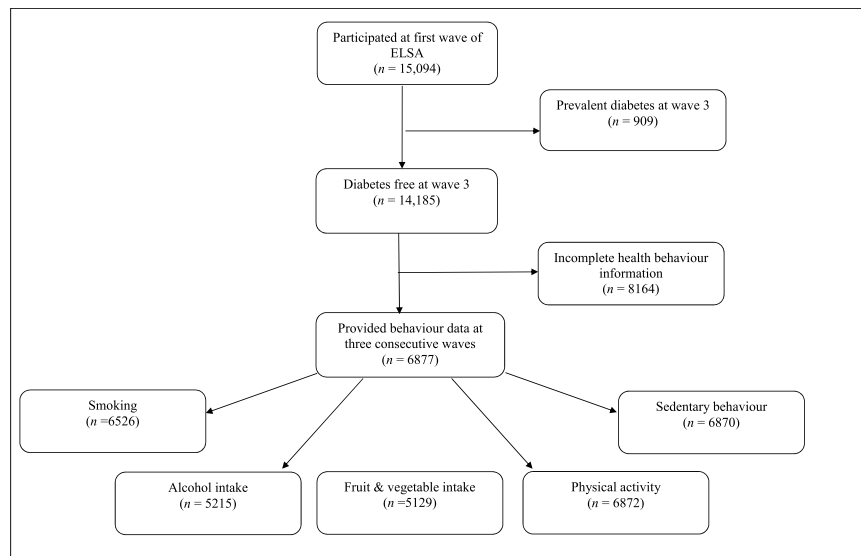 Participated at first wave of
ELSA
(n = 15,094)
Prevalent diabetes at wave 3
(n = 909)
Diabetes free at wave 3
(n = 14,185)
Incomplete health behaviour
information
(n = 8164)
Provided behaviour data at
three consecutive waves
(n = 6877)
Smoking
(n =6526)
Sedentary behaviour
(n = 6870)
Alcohol intake
(n = 5215)
Fruit & vegetable intake
(n =5129)
Physical activity
(n = 6872)